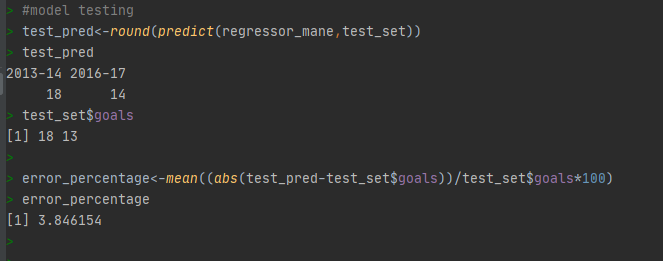 > #model testing
> test_pred<-round(predict(regressor_mane,test_set))
> test_pred
2013-14 2016-17
18 14
> test_set$goals
[1] 18 13
>
> error_percentage<-mean((abs(test_pred-test_set$goals))/test_set$goals*100)
> error_percentage
[1] 3.846154
>